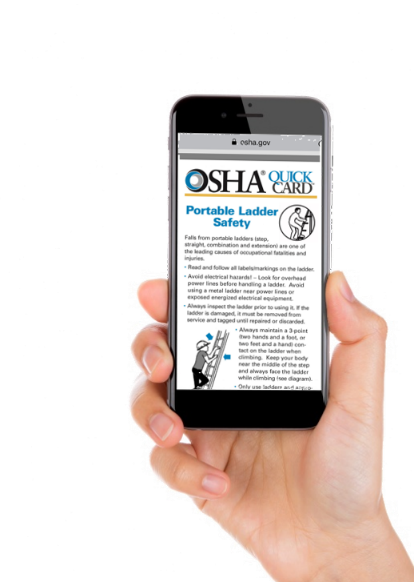 osha.gov
OSHA® QUICK
CARD
Portable Ladder
Safety
Falls from portable ladders (step,
straight, combination and extension) are one of
the leading causes of occupational fatalities and
injuries.
• Read and follow all labels/markings on the ladder.
• Avoid electrical hazards! – Look for overhead
power lines before handling a ladder. Avoid
using a metal ladder near power lines or
exposed energized electrical equipment.
• Always inspect the ladder prior to using it. If the
ladder is damaged, it must be removed from
service and tagged until repaired or discarded.
• Always maintain a 3-point
(two hands and a foot, or
two feet and a hand) con-
tact on the ladder when
climbing. Keep your body
near the middle of the step
and always face the ladder
while climbing (see diagram).
• Only use ladders and